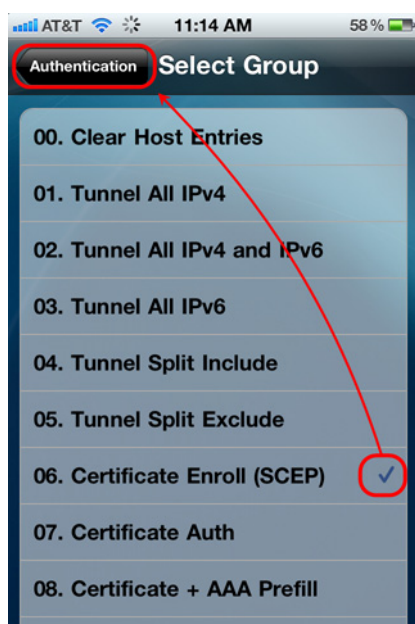 AT&T 11:14 AM 58%
Authentication Select Group
00. Clear Host Entries
01. Tunnel All IPv4
02. Tunnel All IPv4 and IPv6
03. Tunnel All IPv6
04. Tunnel Split Include
05. Tunnel Split Exclude
06. Certificate Enroll (SCEP)
07. Certificate Auth
08. Certificate + AAA Prefill